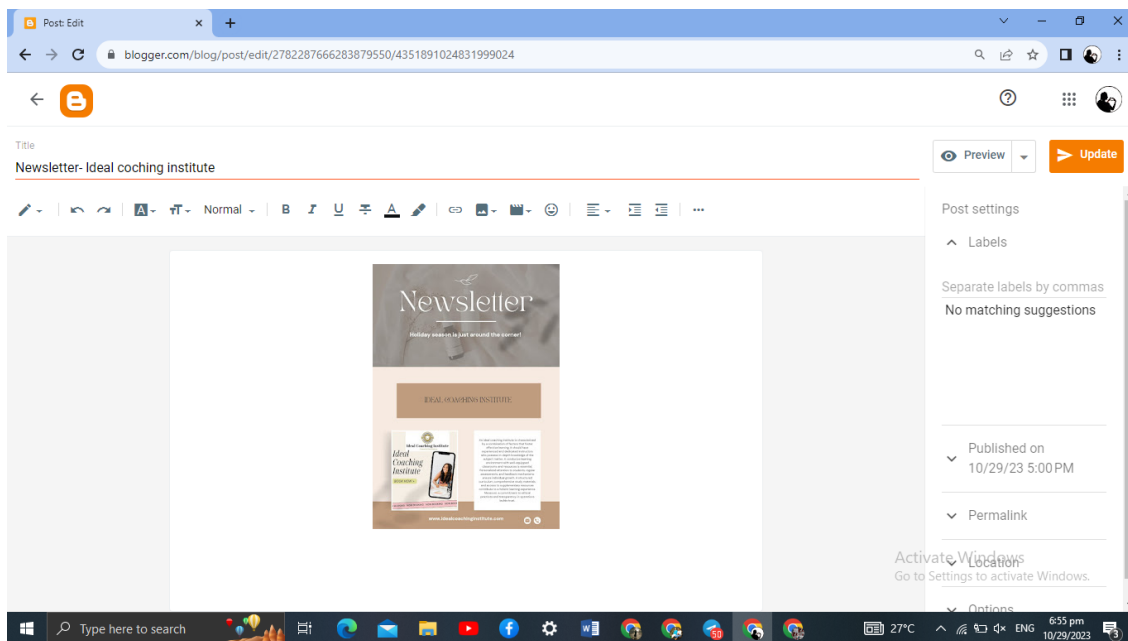 Post: Edit
blogger.com/blog/post/edit/2782287666283879550/4351891024831999024
Title
Newsletter- Ideal coching institute
Preview
Update
Normal
Post settings
Labels
Separate labels by commas
No matching suggestions
Newsletter
Holiday season is just around the corner!
IDEAL COACHING INSTITUTE
Ideal Coaching Institute
Ideal
Coaching
Institute
www.idealcoachinginstitute.com
Published on
10/29/23 5:00 PM
Permalink
Location
Options
Activate Windows
Go to Settings to activate Windows.
Type here to search
27°C
ENG
6:55 pm
10/29/2023